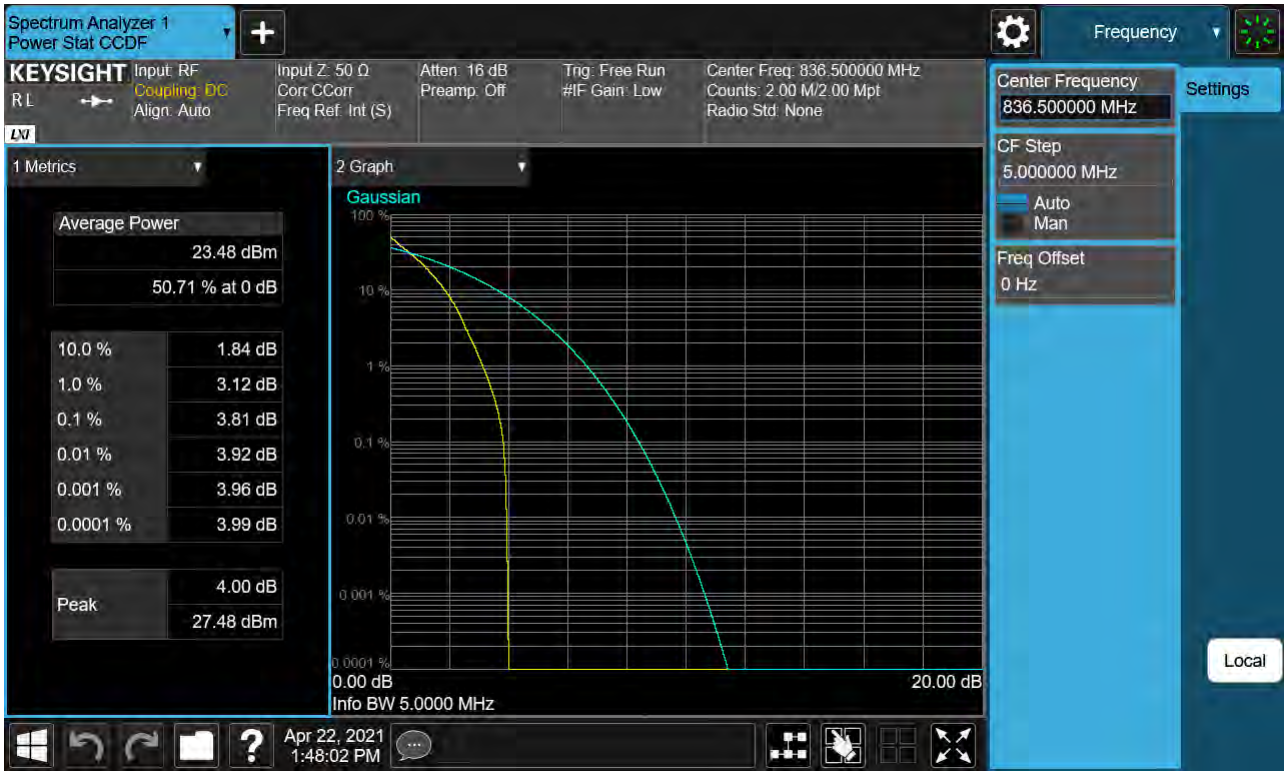 Spectrum Analyzer 1
Power Stat CCDF
+
Frequency
KEYSIGHT
RL
LXI
Input: RF
Coupling: DC
Align: Auto
Input Z: 50 Ω
Corr CCorr
Freq Ref: Int (S)
Atten: 16 dB
Preamp: Off
Trig: Free Run
#IF Gain: Low
Center Freq: 836.500000 MHz
Counts: 2.00 M/2.00 Mpt
Radio Std: None
Center Frequency
836.500000 MHz
Settings
CF Step
5.000000 MHz
Auto
Man
Freq Offset
0 Hz
1 Metrics
Average Power
23.48 dBm
50.71 % at 0 dB
10.0 % 1.84 dB
1.0 % 3.12 dB
0.1 % 3.81 dB
0.01 % 3.92 dB
0.001 % 3.96 dB
0.0001 % 3.99 dB
Peak
4.00 dB
27.48 dBm
2 Graph
Gaussian
100 %
10 %
1 %
0.1 %
0.01 %
0.001 %
0.0001 %
0.00 dB
20.00 dB
Info BW 5.0000 MHz
Local
?
Apr 22, 2021
1:48:02 PM